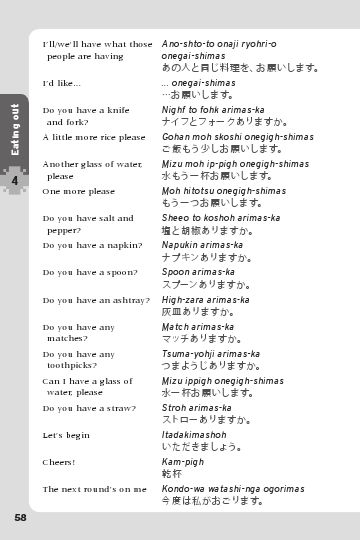 I'll/we'll have what those Ano-shto-to onaji ryohri-o
people are having onegai-shimas
あの人と同じ料理を、お願いします。
I'd like... ... onegai-shimas
…お願いします。
Do you have a knife Nighf to fohk arimas-ka
and fork? ナイフとフォークありますか。
A little more rice please Gohan moh skoshi onegigh-shimas
ご飯もう少しお願いします。
Another glass of water, Mizu moh ip-pigh onegigh-shimas
please 水もう一杯お願いします。
One more please Moh hitotsu onegigh-shimas
もう一つお願いします。
Do you have salt and Sheeo to koshoh arimas-ka
pepper? 塩と胡椒ありますか。
Do you have a napkin? Napukin arimas-ka
ナプキンありますか。
Do you have a spoon? Spoon arimas-ka
スプーンありますか。
Do you have an ashtray? High-zara arimas-ka
灰皿ありますか。
Do you have any Match arimas-ka
matches? マッチありますか。
Do you have any Tsuma-yohji arimas-ka
toothpicks? つまようじありますか。
Can I have a glass of Mizu ippigh onegigh-shimas
water, please 水一杯お願いします。
Do you have a straw? Stroh arimas-ka
ストローありますか。
Let's begin Itadakimashoh
いただきましょう。
Cheers! Kam-pigh
乾杯
The next round's on me Kondo-wa watashi-nga ogorimas
今度は私がおごります。
Eating out
4
58